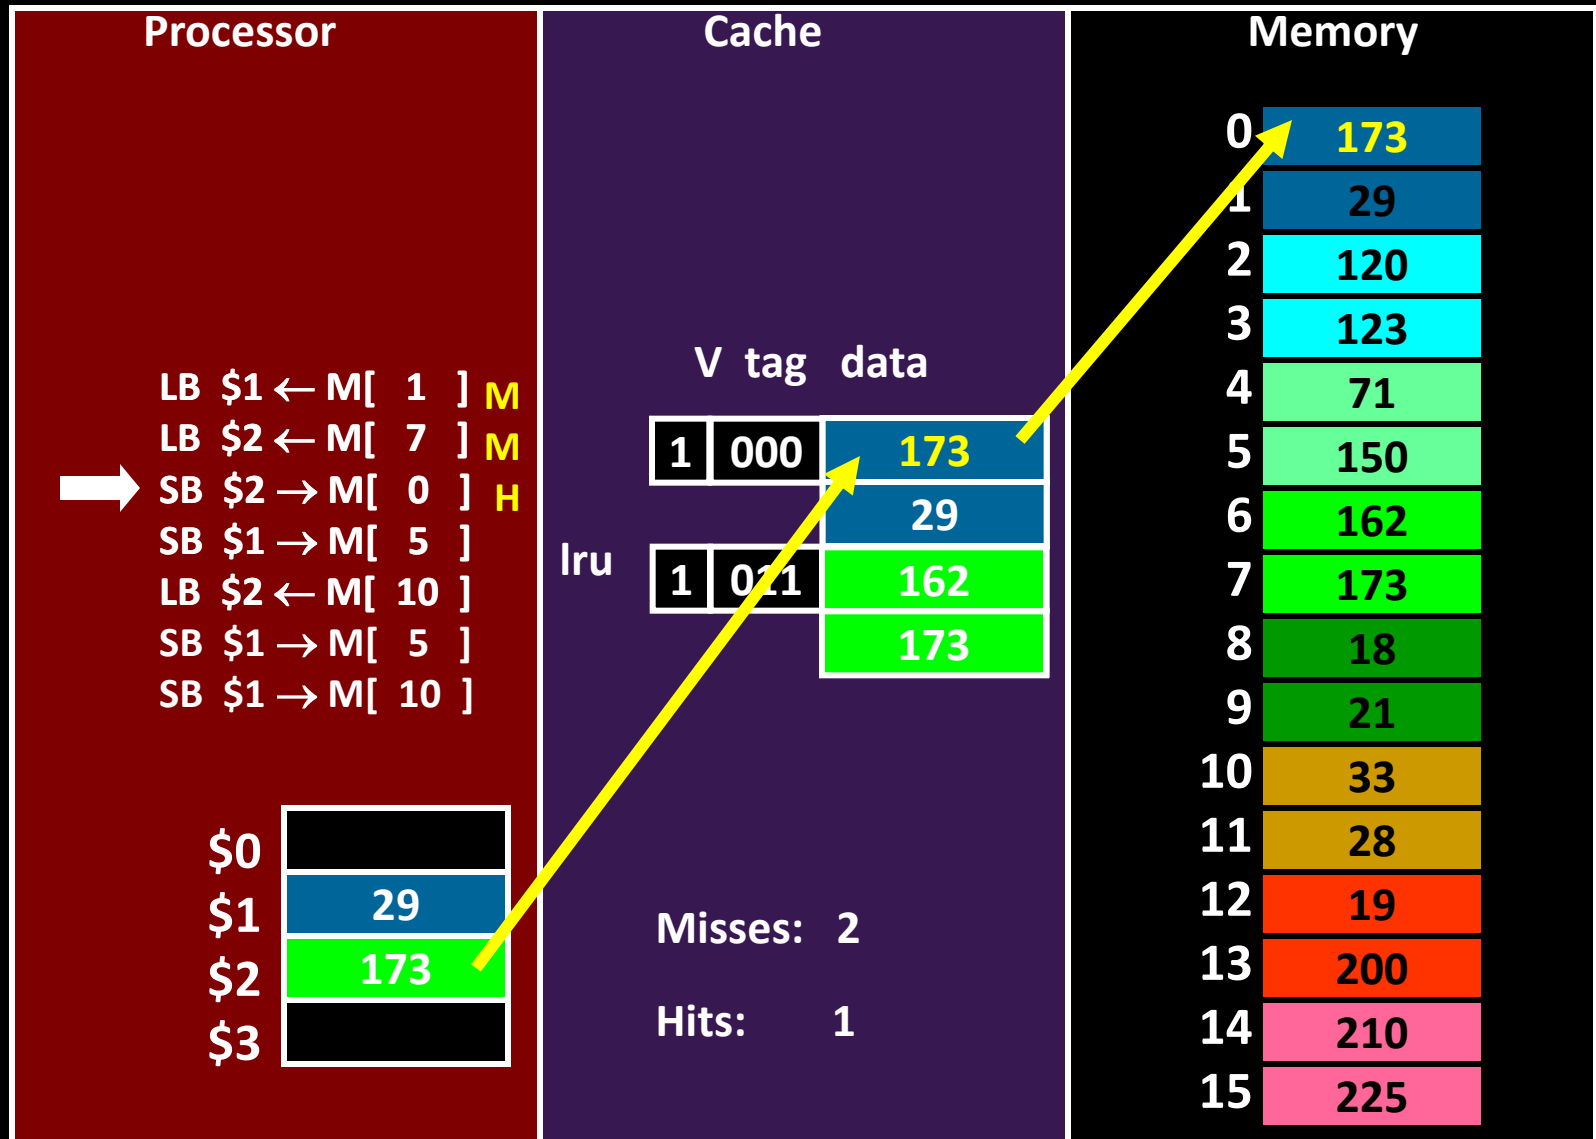 Processor
LB $1 ← M[ 1 ] M
LB $2 ← M[ 7 ] M
SB $2 → M[ 0 ] H
SB $1 → M[ 5 ]
LB $2 ← M[ 10 ]
SB $1 → M[ 5 ]
SB $1 → M[ 10 ]
$0
$1 29
$2 173
$3
Cache
V tag data
1 000 173
29
lru 1 011 162
173
Misses: 2
Hits: 1
Memory
0 173
1 29
2 120
3 123
4 71
5 150
6 162
7 173
8 18
9 21
10 33
11 28
12 19
13 200
14 210
15 225